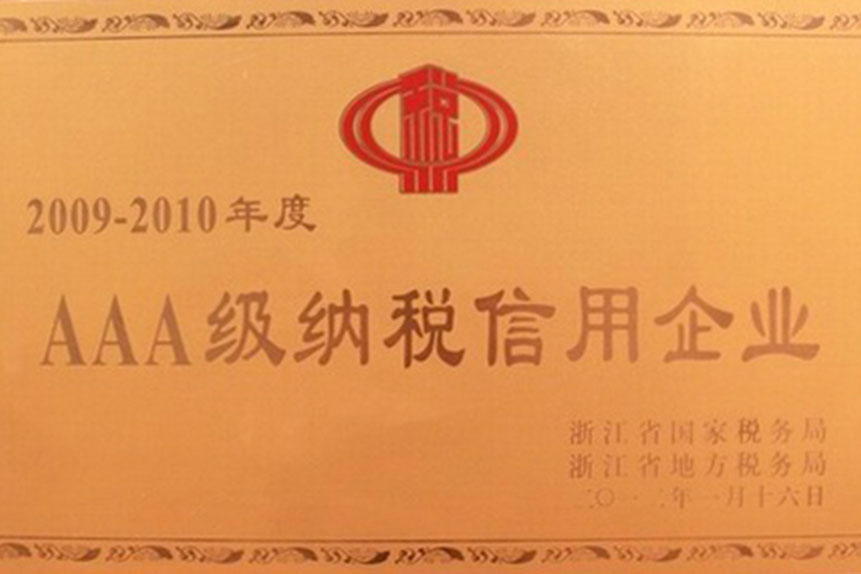 税
2009-2010年度
AAA级纳税信用企业
浙江省国家税务局
浙江省地方税务局
二〇一二年一月十六日